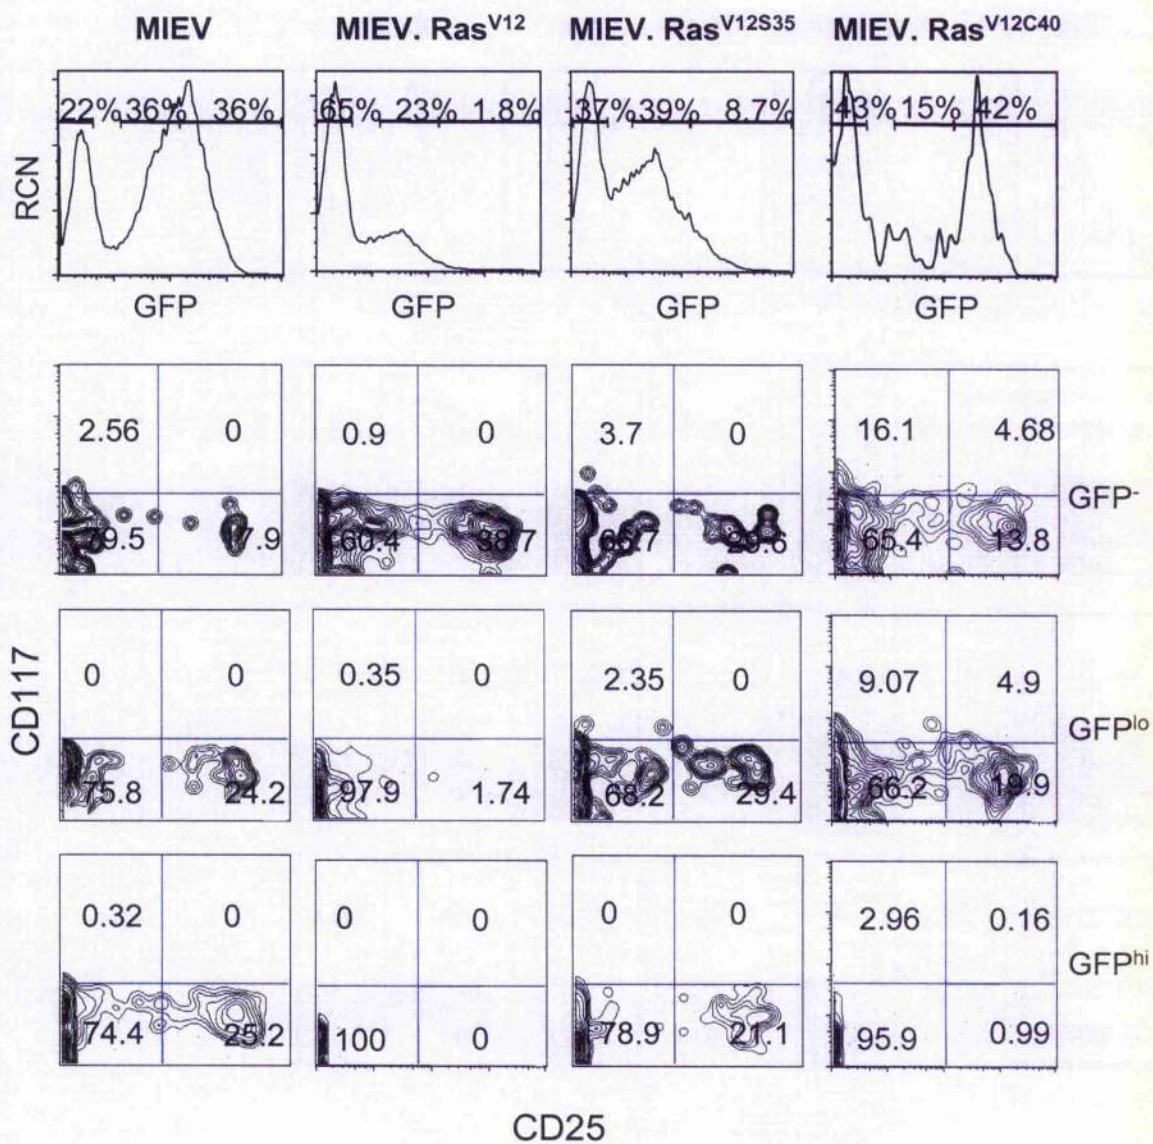 MIEV MIEV. Ras^V12 MIEV. Ras^V12S35 MIEV. Ras^V12C40
22% 36% 36% 65% 23% 1.8% 37% 39% 8.7% 43% 15% 42%
RCN
GFP GFP GFP GFP
2.56 0 0.9 0 3.7 0 16.1 4.68
GFP^-
79.5 17.9 60.4 38.7 66.7 29.6 65.4 13.8
CD117
0 0 0.35 0 2.35 0 9.07 4.9
GFP^lo
75.8 24.2 97.9 1.74 68.2 29.4 66.2 19.9
0.32 0 0 0 0 0 2.96 0.16
GFP^hi
74.4 25.2 100 0 78.9 21.1 95.9 0.99
CD25